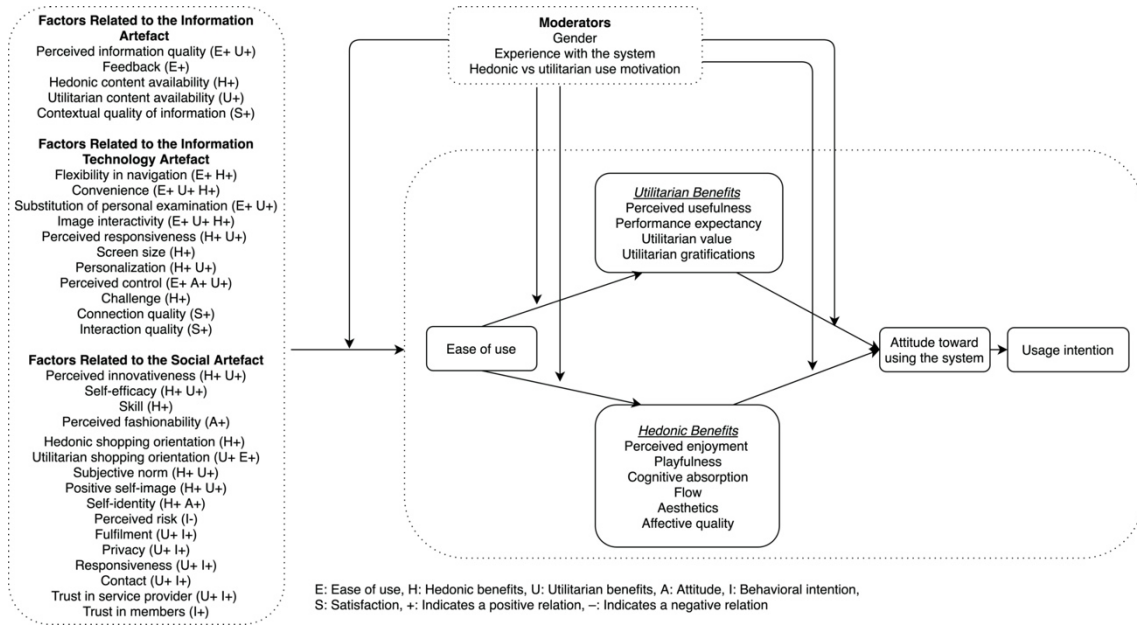 Factors Related to the Information
Artefact
Perceived information quality (E+ U+)
Feedback (E+)
Hedonic content availability (H+)
Utilitarian content availability (U+)
Contextual quality of information (S+)
Factors Related to the Information
Technology Artefact
Flexibility in navigation (E+ H+)
Convenience (E+ U+ H+)
Substitution of personal examination (E+ U+)
Image interactivity (E+ U+ H+)
Perceived responsiveness (H+ U+)
Screen size (H+)
Personalization (H+ U+)
Perceived control (E+ A+ U+)
Challenge (H+)
Connection quality (S+)
Interaction quality (S+)
Factors Related to the Social Artefact
Perceived innovativeness (H+ U+)
Self-efficacy (H+ U+)
Skill (H+)
Perceived fashionability (A+)
Hedonic shopping orientation (H+)
Utilitarian shopping orientation (U+ E+)
Subjective norm (H+ U+)
Positive self-image (H+ U+)
Self-identity (H+ A+)
Perceived risk (I-)
Fulfilment (U+ I+)
Privacy (U+ I+)
Responsiveness (U+ I+)
Contact (U+ I+)
Trust in service provider (U+ I+)
Trust in members (I+)
Moderators
Gender
Experience with the system
Hedonic vs utilitarian use motivation
Ease of use
Utilitarian Benefits
Perceived usefulness
Performance expectancy
Utilitarian value
Utilitarian gratifications
Hedonic Benefits
Perceived enjoyment
Playfulness
Cognitive absorption
Flow
Aesthetics
Affective quality
Attitude toward
using the system
Usage intention
E: Ease of use, H: Hedonic benefits, U: Utilitarian benefits, A: Attitude, I: Behavioral intention,
S: Satisfaction, +: Indicates a positive relation, –: Indicates a negative relation